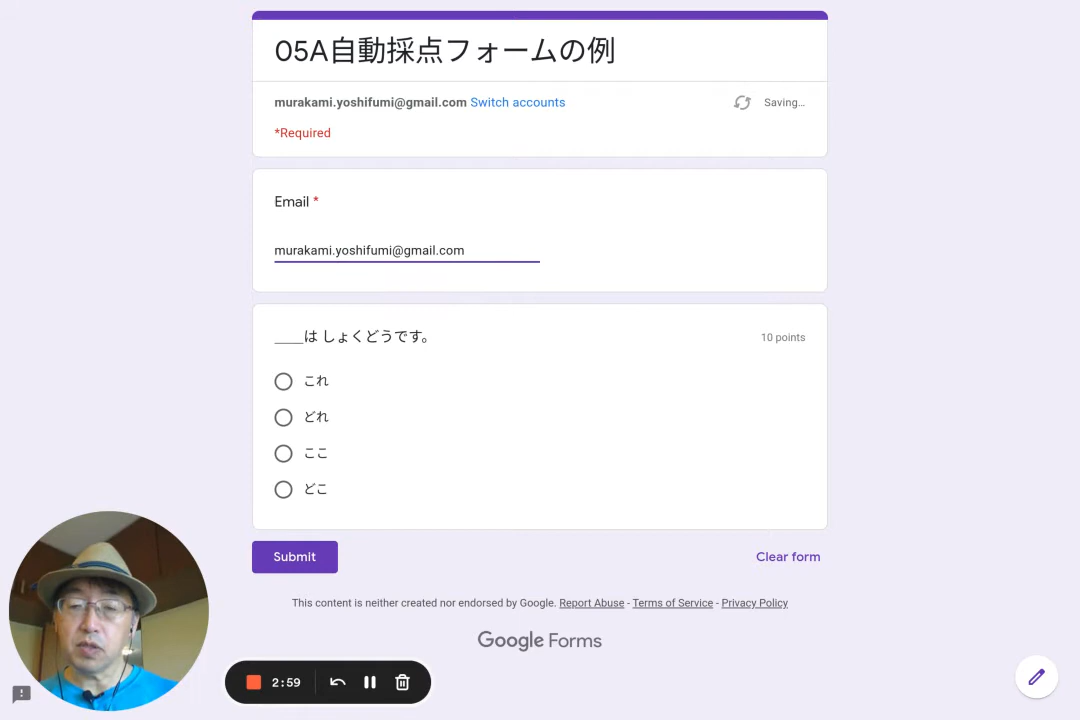 05A自動採点フォームの例
murakami.yoshifumi@gmail.com Switch accounts
Saving…
*Required
Email *
murakami.yoshifumi@gmail.com
____は しょくどうです。
10 points
これ
どれ
ここ
どこ
Submit
Clear form
This content is neither created nor endorsed by Google. Report Abuse - Terms of Service - Privacy Policy
Google Forms
2:59